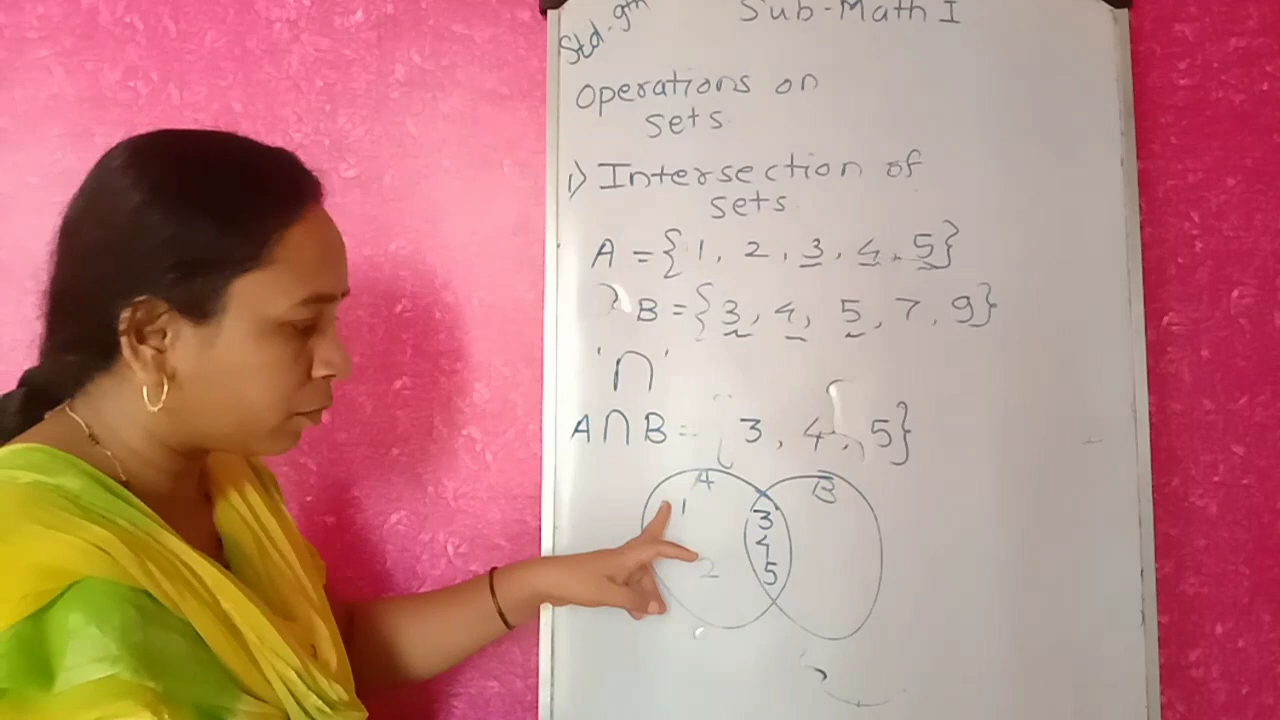 Std-9th
Sub-Math I
Operations on
sets
1) Intersection of
sets
A = {1, 2, 3, 4, 5}
B = {3, 4, 5, 7, 9}
'∩'
A∩B = { 3, 4, 5}
A B
1 3
4
2 5